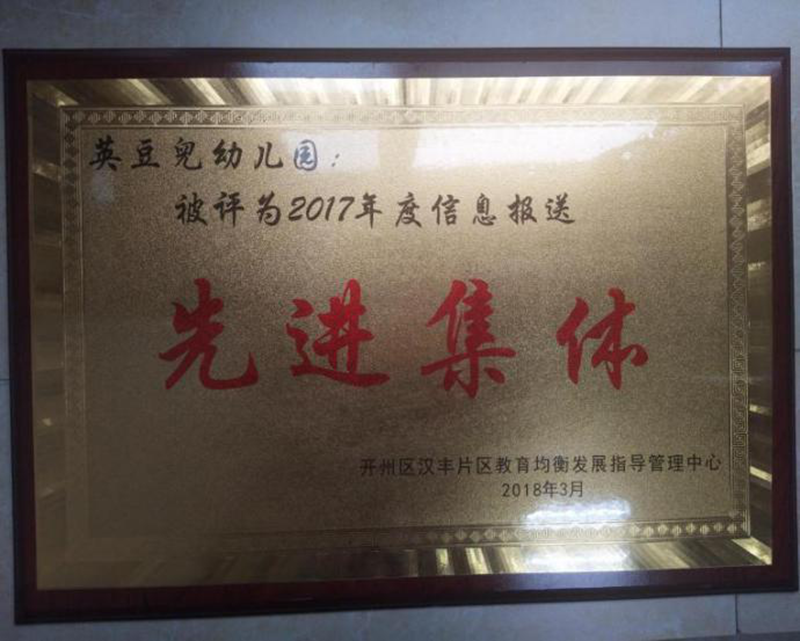 英豆兒幼儿园：
被评为2017年度信息报送
先进集体
开州区汉丰片区教育均衡发展指导管理中心
2018年3月